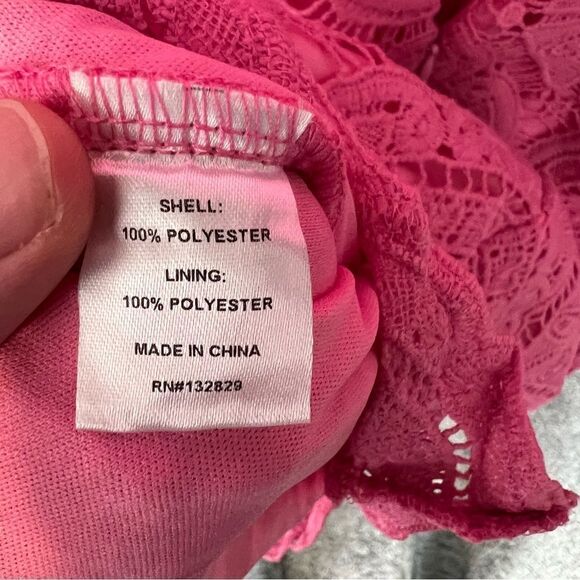 SHELL:
100% POLYESTER
LINING:
100% POLYESTER
MADE IN CHINA
RN#132829